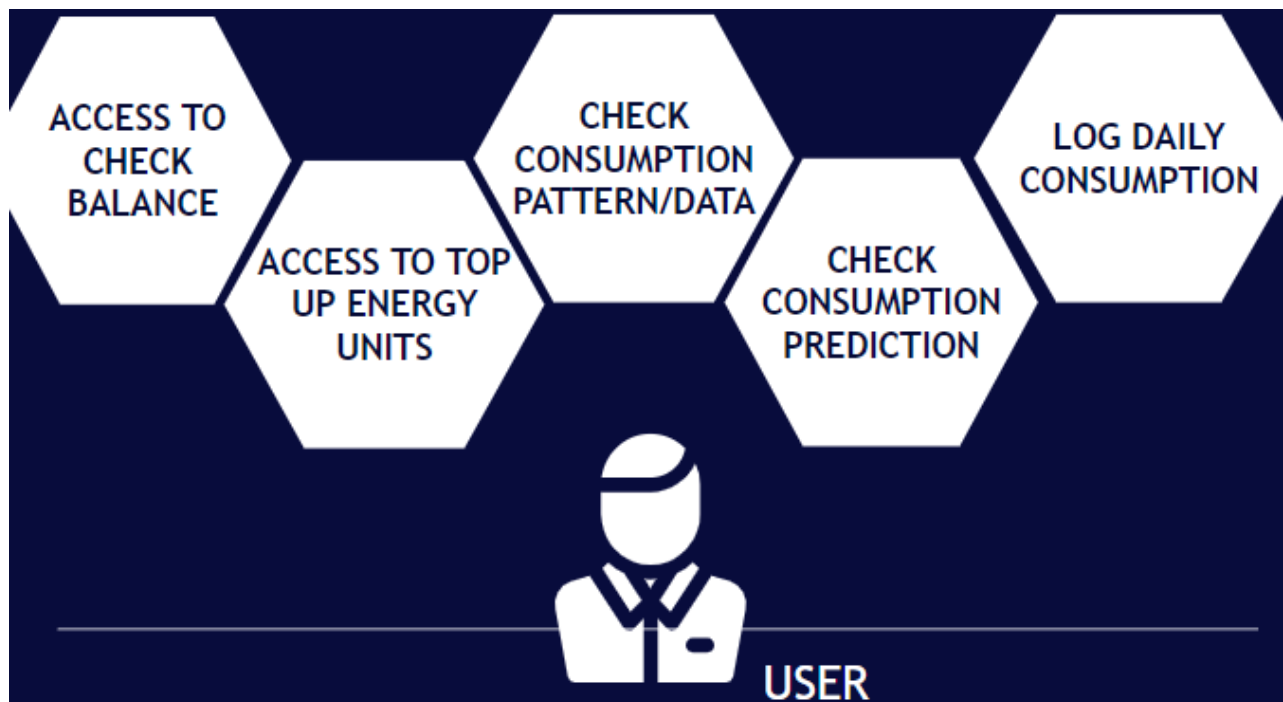 ACCESS TO
CHECK
BALANCE
ACCESS TO TOP
UP ENERGY
UNITS
CHECK
CONSUMPTION
PATTERN/DATA
CHECK
CONSUMPTION
PREDICTION
LOG DAILY
CONSUMPTION
USER